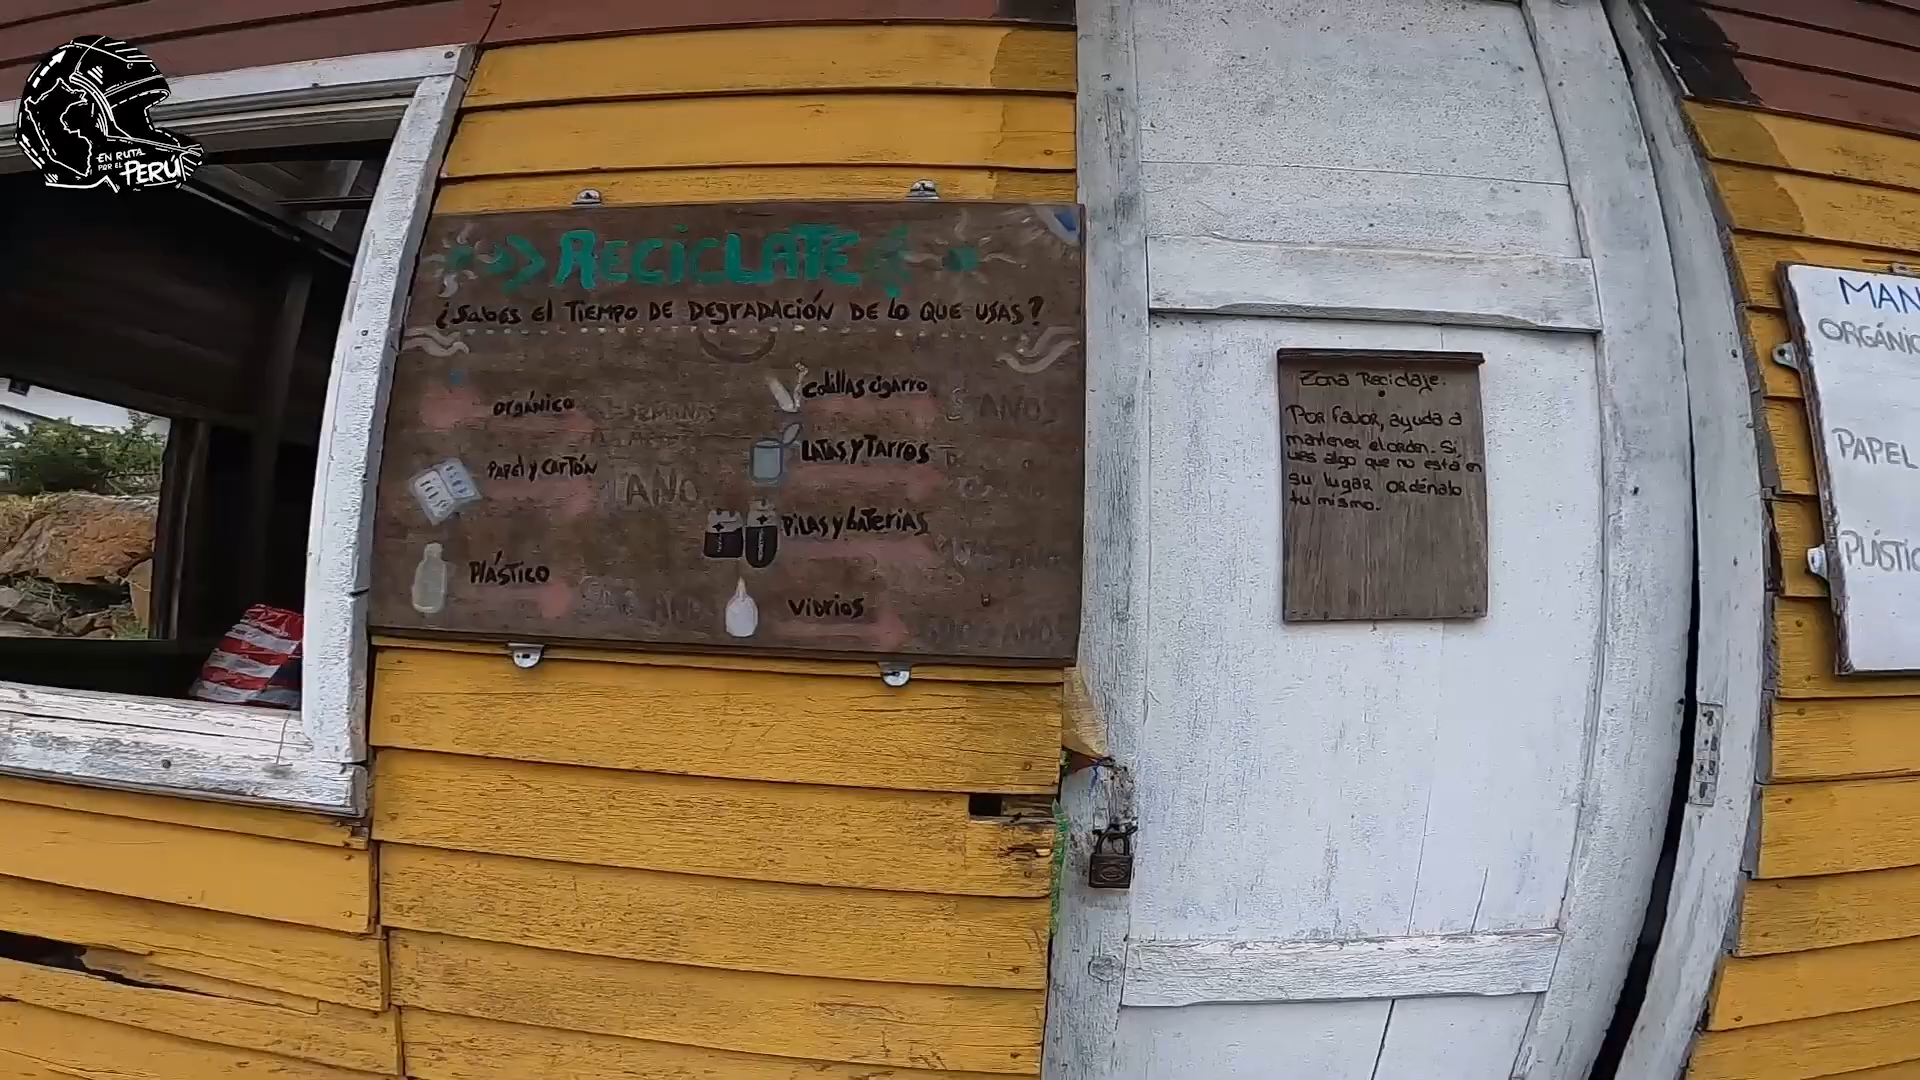 EN RUTA
POR EL
PERÚ
RECICLATE
¿Sabes el TIEMPO DE DEGRADACIÓN DE LO QUE USAS?
orgánico
SEMANAS
Papel y CARTÓN
1 AÑO
PLÁSTICO
AÑOS
Colillas cigarro
AÑOS
LATAS y TARROS
PILAS y baterías
VIDRIOS
AÑOS
Zona Reciclaje.
Por favor, ayuda a
mantener el orden. Si
ves algo que no está en
su lugar ordénalo
tu mismo.
MAN
ORGÁNIC
PAPEL
PLÁSTIC